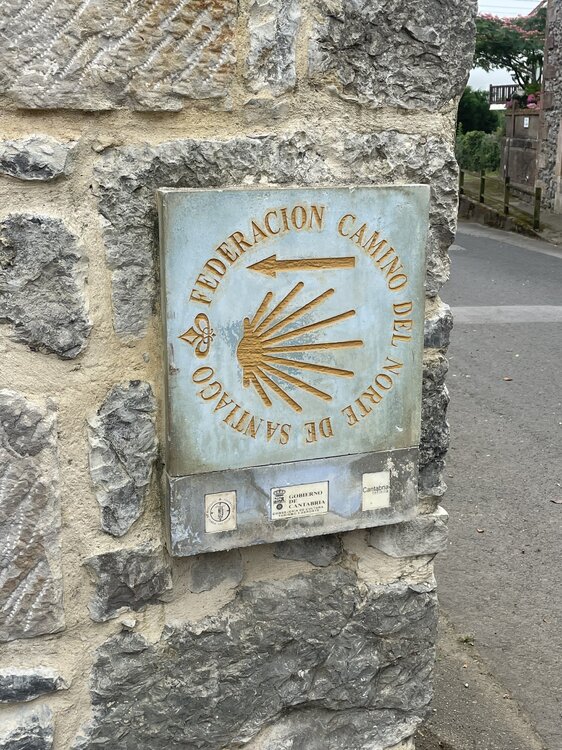 FEDERACION CAMINO DEL NORTE DE SANTIAGO
GOBIERNO
DE
CANTABRIA
Cantabria